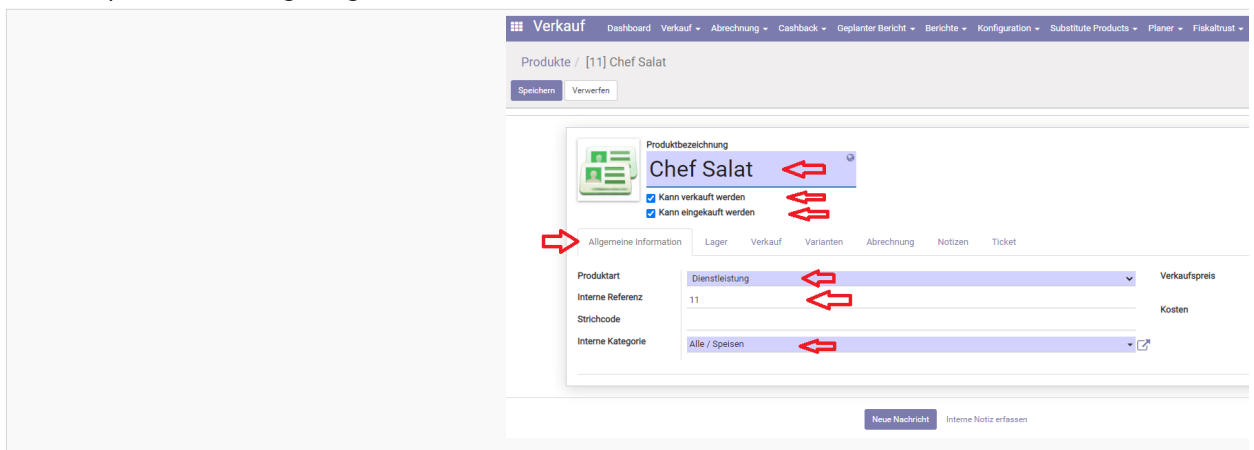 Verkauf Dashboard Verkauf Abrechnung Cashback Geplanter Bericht Berichte Konfiguration Substitute Products Planer Fiskaltrust
Produkte / [11] Chef Salat
Speichern Verwerfen
Produktbezeichnung
Chef Salat
Kann verkauft werden
Kann eingekauft werden
Allgemeine Information Lager Verkauf Varianten Abrechnung Notizen Ticket
Produktart Dienstleistung Verkaufspreis
Interne Referenz 11
Kosten
Strichcode
Interne Kategorie Alle / Speisen
Neue Nachricht Interne Notiz erfassen